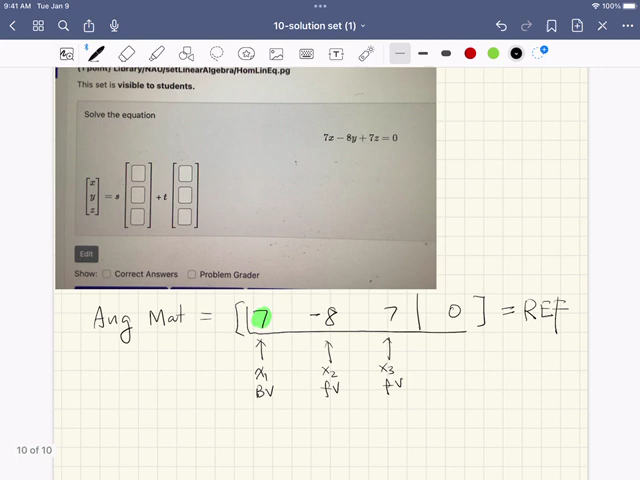 9:41 AM Tue Jan 9
100%
10-solution set (1)
(1 point) Library/NAU/setLinearAlgebra/HomLinEq.pg
This set is visible to students.
Solve the equation
7x − 8y + 7z = 0
x
y = s + t
z
Edit
Show: Correct Answers Problem Grader
Aug Mat = [ 7 -8 7 | 0 ] = REF
x1 x2 x3
BV fV fV
10 of 10